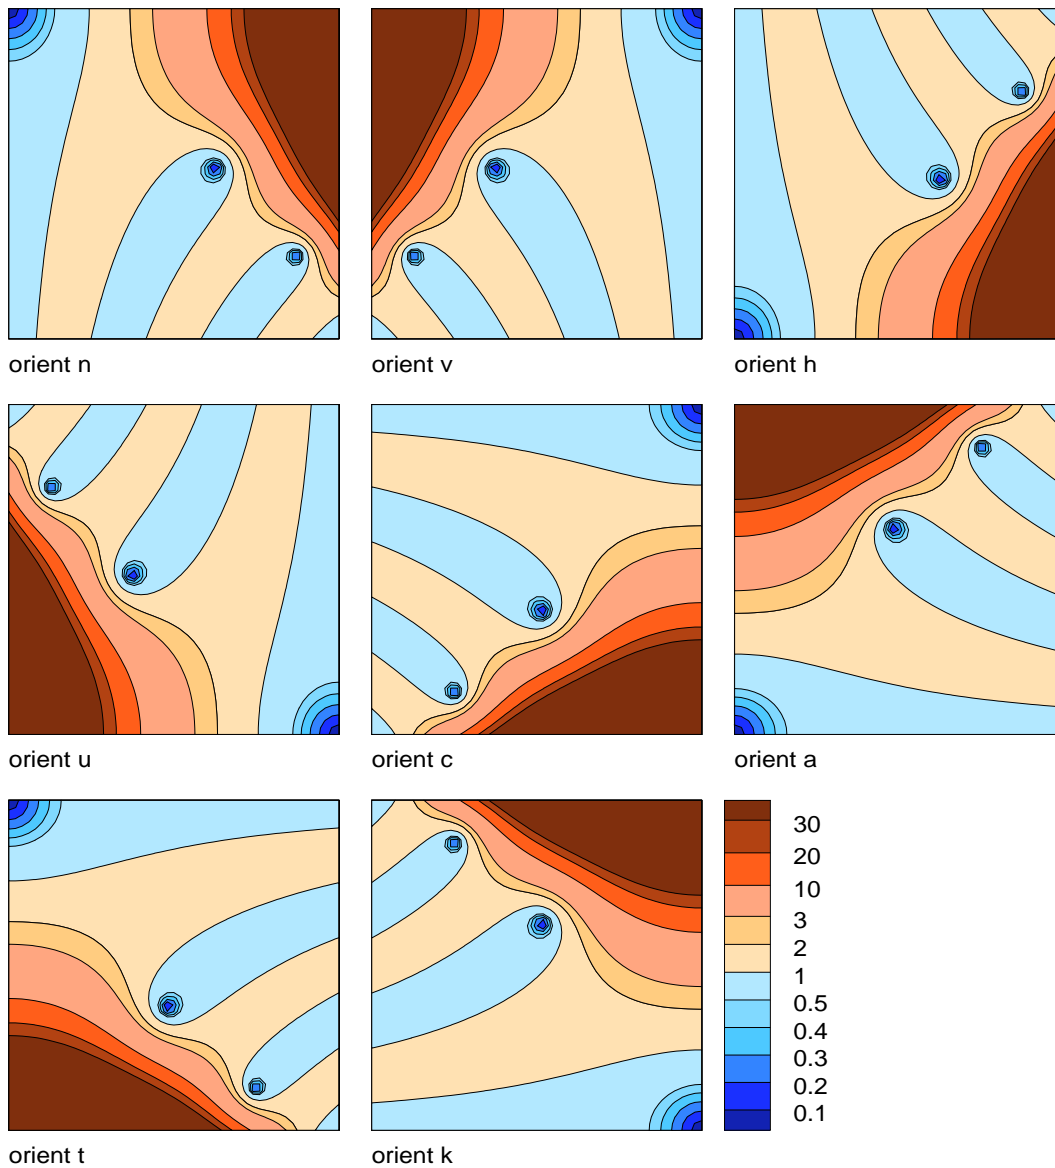 orient n
orient v
orient h
orient u
orient c
orient a
orient t
orient k
30
20
10
3
2
1
0.5
0.4
0.3
0.2
0.1